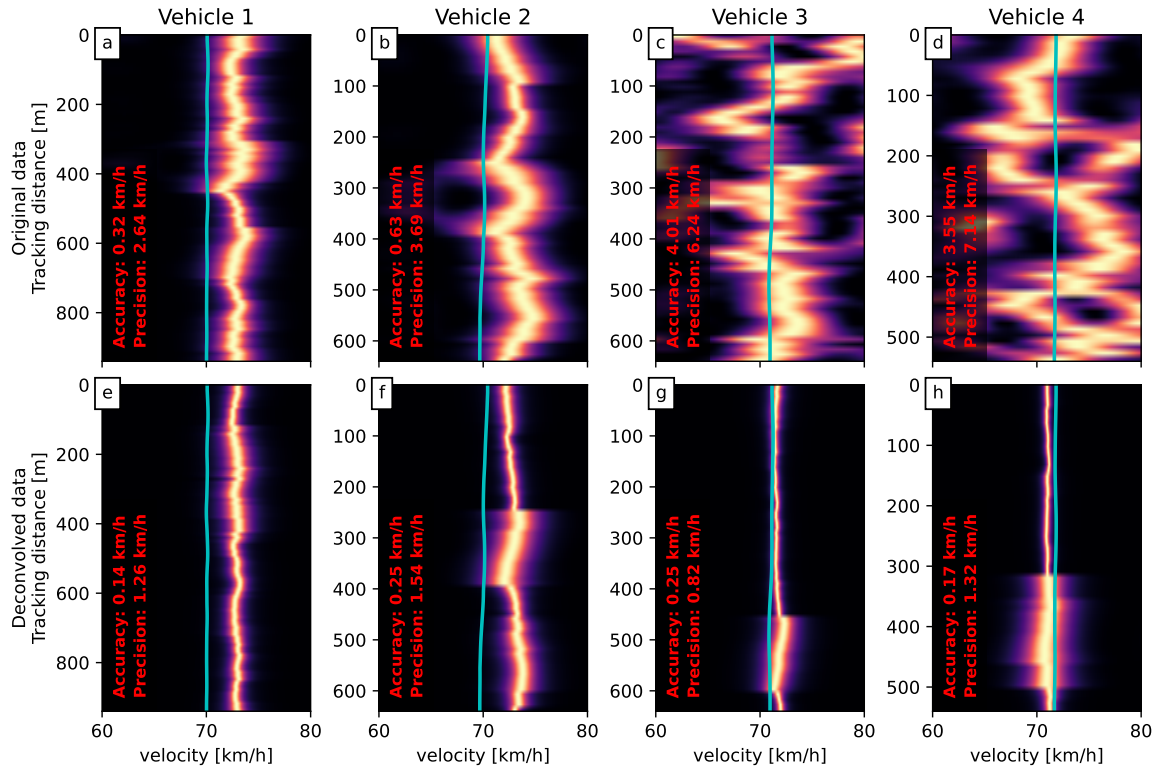 Vehicle 1
Vehicle 2
Vehicle 3
Vehicle 4
Original data
Tracking distance [m]
a
0
200
400
600
800
Accuracy: 0.32 km/h
Precision: 2.64 km/h
b
0
100
200
300
400
500
600
Accuracy: 0.63 km/h
Precision: 3.69 km/h
c
0
100
200
300
400
500
600
Accuracy: 4.01 km/h
Precision: 6.24 km/h
d
0
100
200
300
400
500
Accuracy: 3.55 km/h
Precision: 7.14 km/h
Deconvolved data
Tracking distance [m]
e
0
200
400
600
800
Accuracy: 0.14 km/h
Precision: 1.26 km/h
60 70 80
velocity [km/h]
f
0
100
200
300
400
500
600
Accuracy: 0.25 km/h
Precision: 1.54 km/h
60 70 80
velocity [km/h]
g
0
100
200
300
400
500
600
Accuracy: 0.25 km/h
Precision: 0.82 km/h
60 70 80
velocity [km/h]
h
0
100
200
300
400
500
Accuracy: 0.17 km/h
Precision: 1.32 km/h
60 70 80
velocity [km/h]